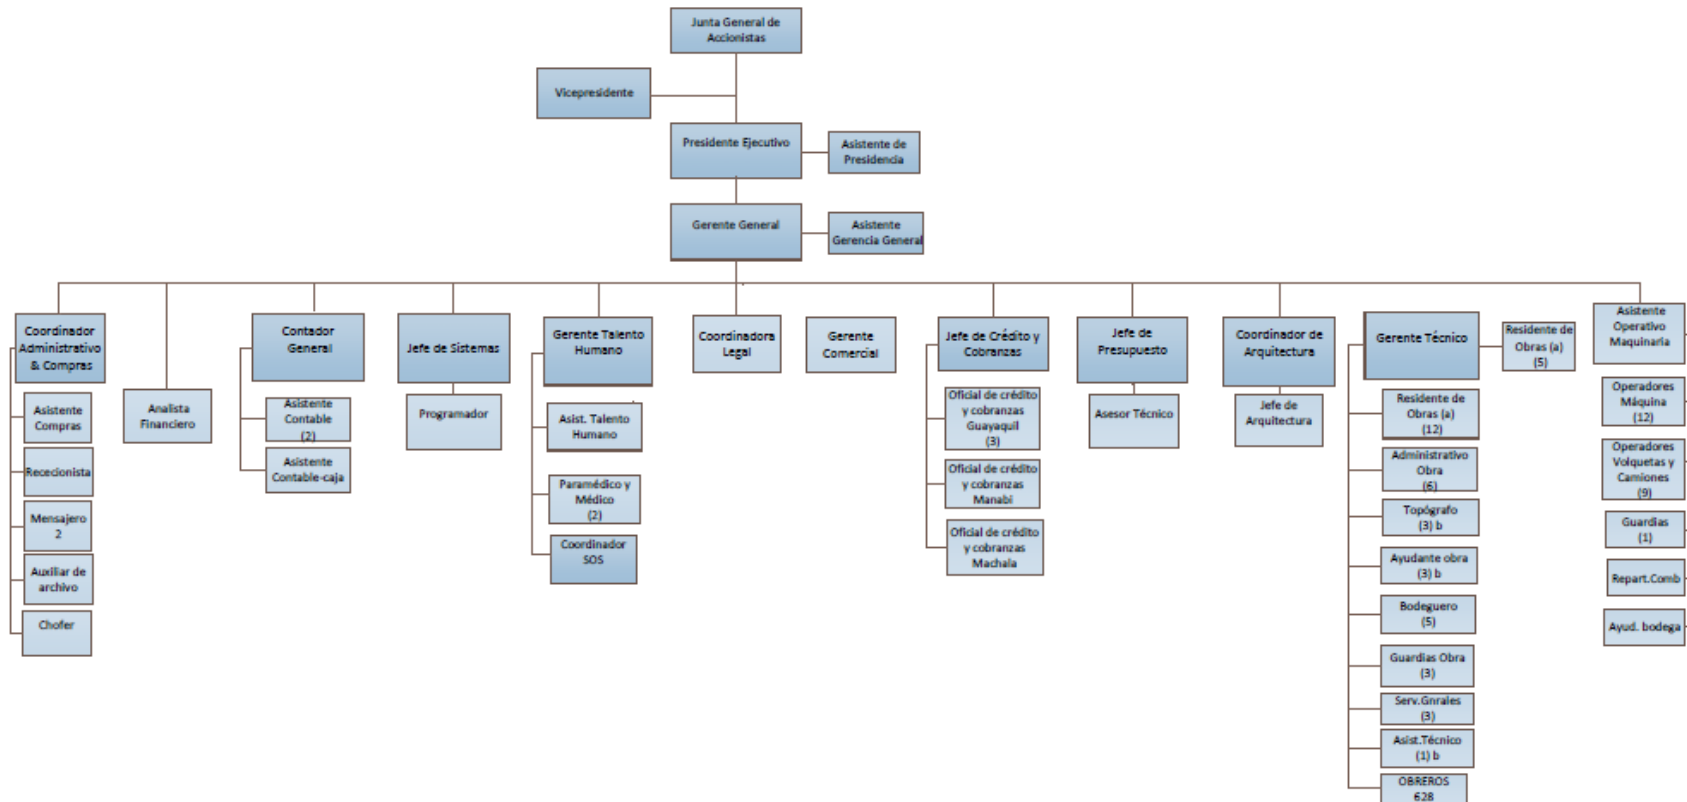 Junta General de
Accionistas
Vicepresidente
Presidente Ejecutivo
Asistente de
Presidencia
Gerente General
Asistente
Gerencia General
Coordinador
Administrativo
& Compras
Asistente
Compras
Rececionista
Mensajero
2
Auxiliar de
archivo
Chofer
Analista
Financiero
Contador
General
Asistente
Contable
(2)
Asistente
Contable-caja
Jefe de Sistemas
Programador
Gerente Talento
Humano
Asist. Talento
Humano
Paramédico y
Médico
(2)
Coordinador
SOS
Coordinadora
Legal
Gerente
Comercial
Jefe de Crédito y
Cobranzas
Oficial de crédito
y cobranzas
Guayaquil
(3)
Oficial de crédito
y cobranzas
Manabi
Oficial de crédito
y cobranzas
Machala
Jefe de
Presupuesto
Asesor Técnico
Coordinador de
Arquitectura
Jefe de
Arquitectura
Gerente Técnico
Residente de
Obras (a)
(5)
Residente de
Obras (a)
(12)
Administrativo
Obra
(6)
Topógrafo
(3) b
Ayudante obra
(3) b
Bodeguero
(5)
Guardias Obra
(3)
Serv.Gnrales
(3)
Asist.Técnico
(1) b
OBREROS
628
Asistente
Operativo
Maquinaria
Operadores
Máquina
(12)
Operadores
Volquetas y
Camiones
(9)
Guardias
(1)
Repart.Comb
Ayud. bodega